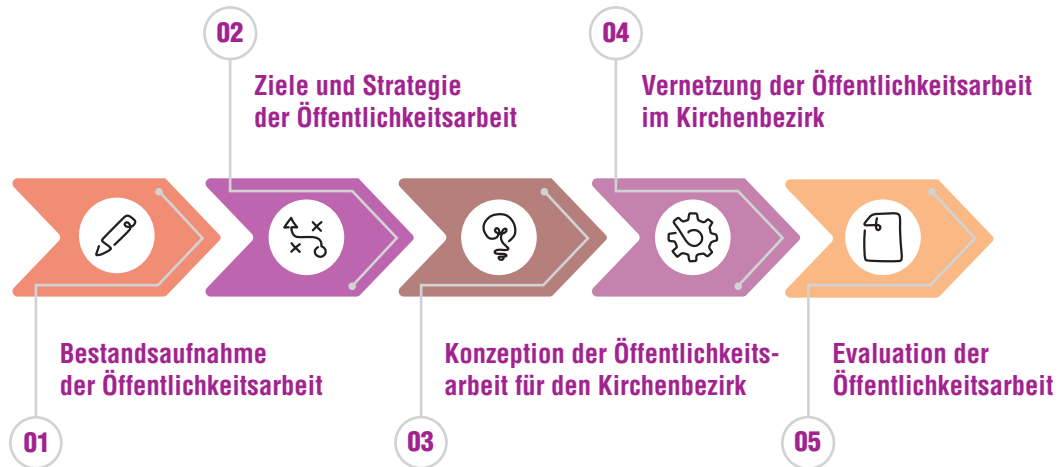 01
Bestandsaufnahme
der Öffentlichkeitsarbeit
02
Ziele und Strategie
der Öffentlichkeitsarbeit
03
Konzeption der Öffentlichkeits-
arbeit für den Kirchenbezirk
04
Vernetzung der Öffentlichkeitsarbeit
im Kirchenbezirk
05
Evaluation der
Öffentlichkeitsarbeit